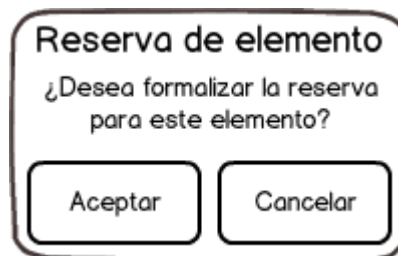 Reserva de elemento
¿Desea formalizar la reserva
para este elemento?
Aceptar
Cancelar